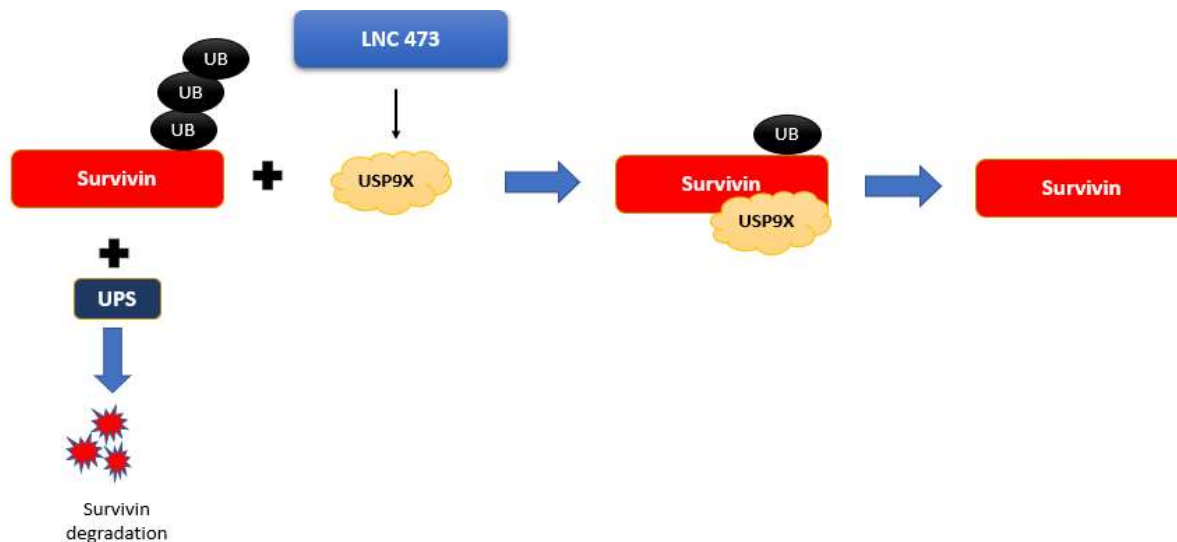 LNC 473
UB
UB
UB
UB
Survivin
USP9X
Survivin
USP9X
Survivin
UPS
Survivin
degradation